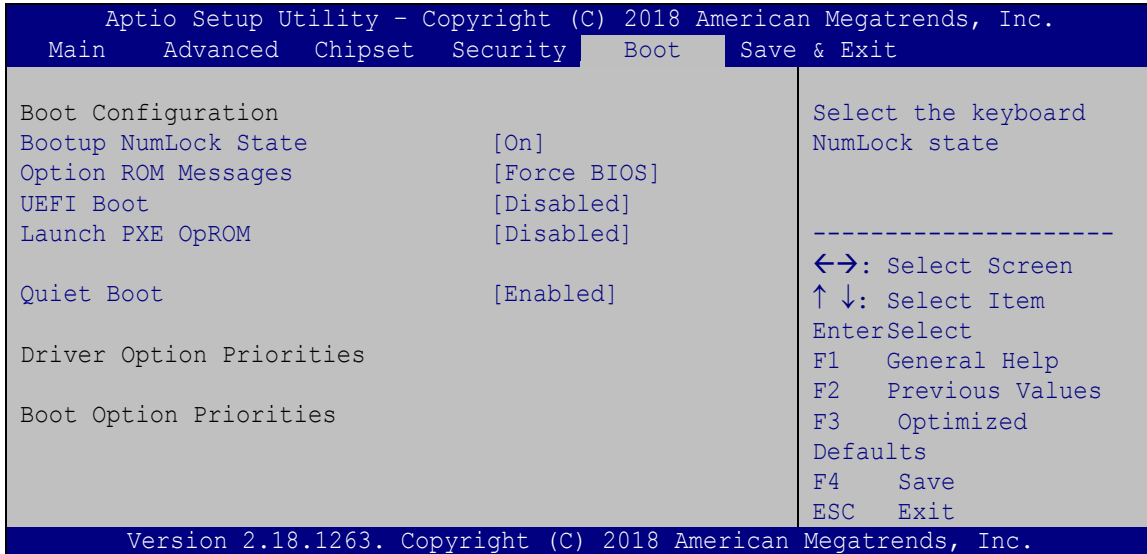 Aptio Setup Utility – Copyright (C) 2018 American Megatrends, Inc.
Main Advanced Chipset Security Boot Save & Exit
Boot Configuration
Bootup NumLock State [On]
Option ROM Messages [Force BIOS]
UEFI Boot [Disabled]
Launch PXE OpROM [Disabled]
Quiet Boot [Enabled]
Driver Option Priorities
Boot Option Priorities
Select the keyboard
NumLock state
---------------------
←→: Select Screen
↑ ↓: Select Item
EnterSelect
F1 General Help
F2 Previous Values
F3 Optimized
Defaults
F4 Save
ESC Exit
Version 2.18.1263. Copyright (C) 2018 American Megatrends, Inc.